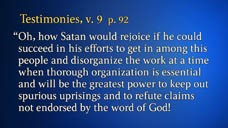 Testimonies, v. 9 p. 92
“Oh, how Satan would rejoice if he could
succeed in his efforts to get in among this
people and disorganize the work at a time
when thorough organization is essential
and will be the greatest power to keep out
spurious uprisings and to refute claims
not endorsed by the word of God!